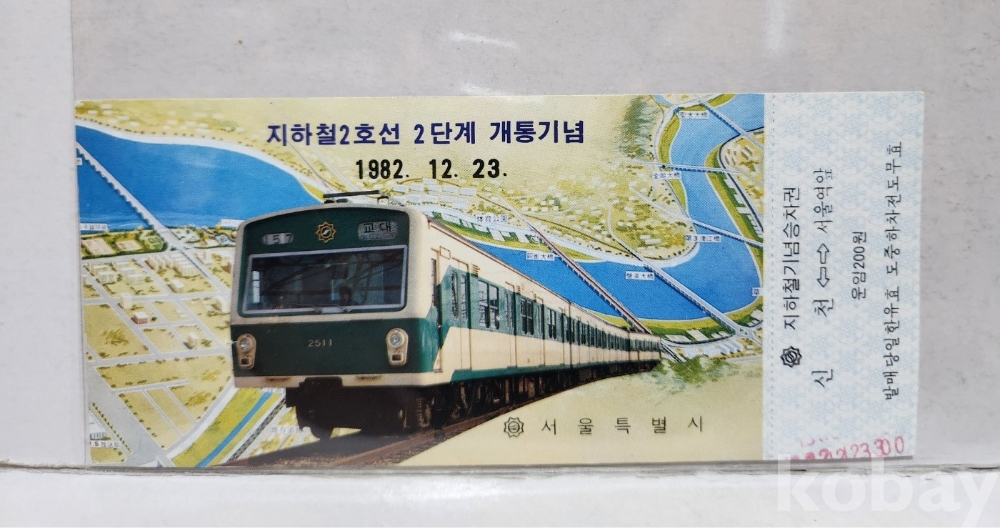 지하철2호선 2단계 개통기념
1982. 12. 23.
교대
2511
서울특별시
지하철기념승차권
신 천 ⇦⇨ 서울역앞
운임200원
발매당일한유효 도중하차전도무효
kobay